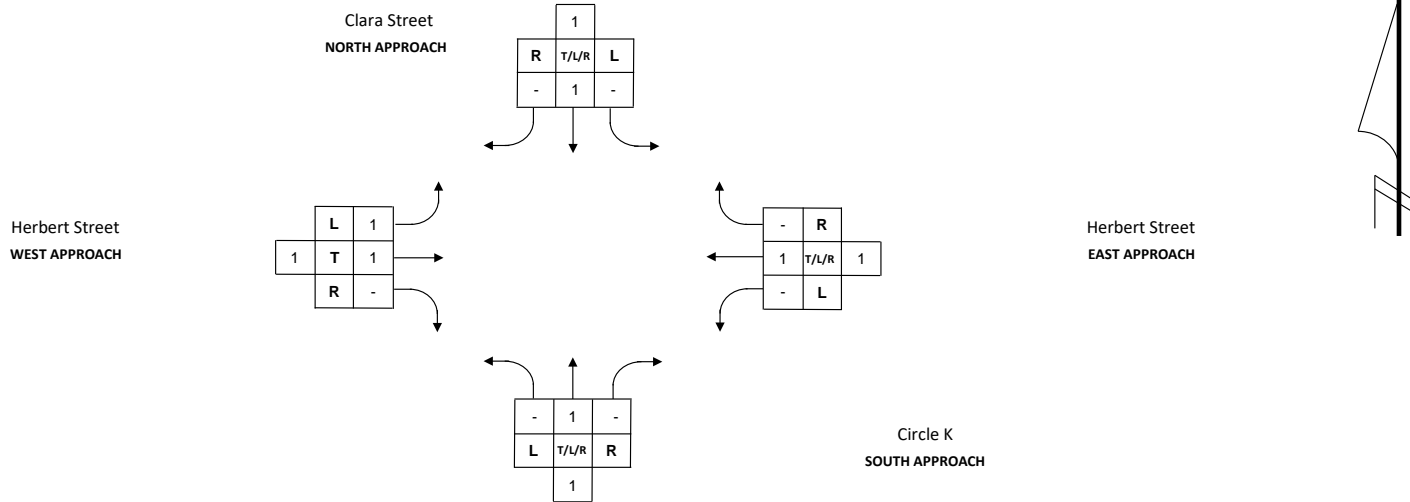 Clara Street
NORTH APPROACH
1
R T/L/R L
- 1 -
Herbert Street
WEST APPROACH
L 1
1 T 1
R -
- R
1 T/L/R 1
- L
Herbert Street
EAST APPROACH
- 1 -
L T/L/R R
1
Circle K
SOUTH APPROACH